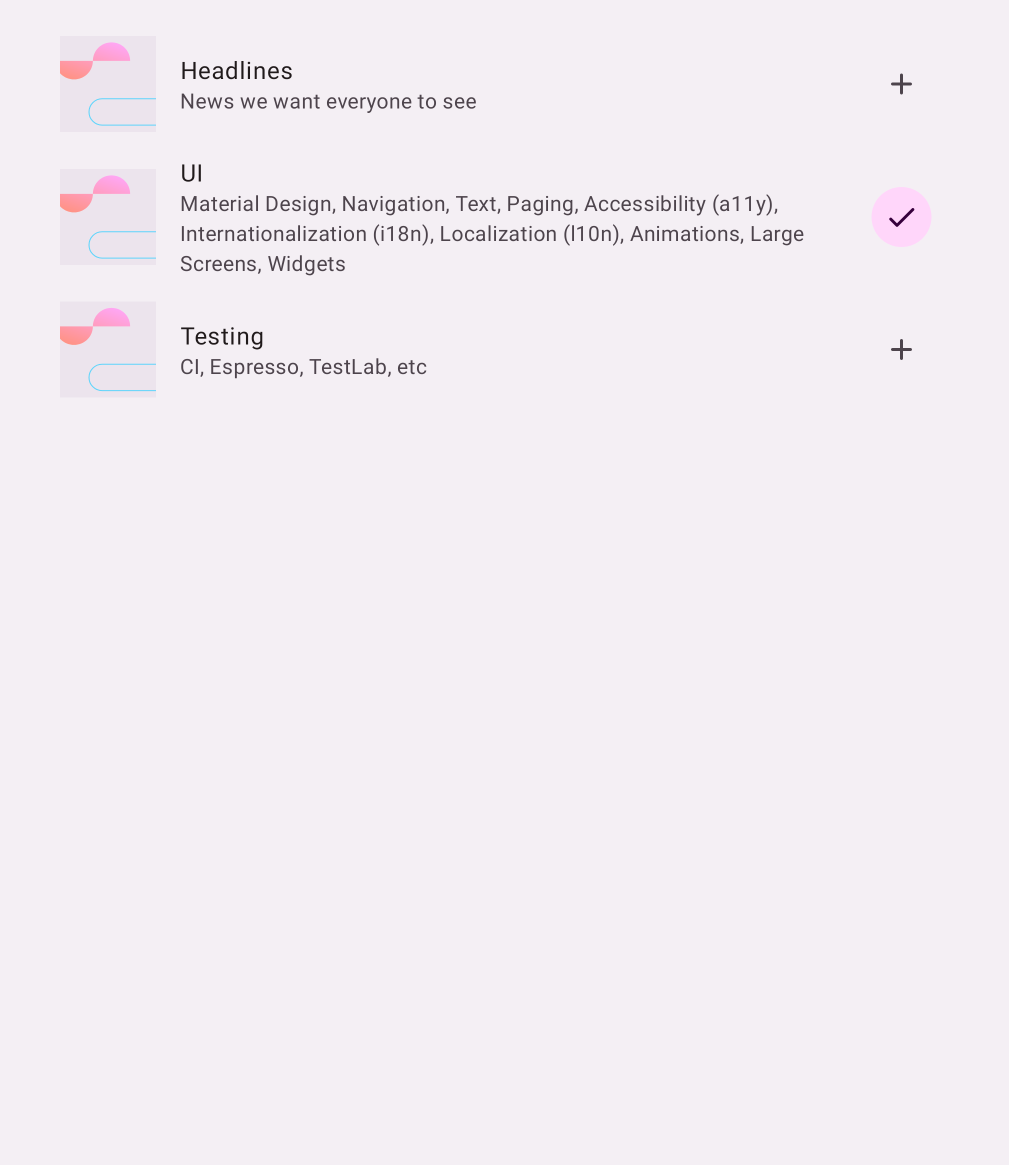 Headlines
News we want everyone to see
UI
Material Design, Navigation, Text, Paging, Accessibility (a11y),
Internationalization (i18n), Localization (l10n), Animations, Large
Screens, Widgets
Testing
CI, Espresso, TestLab, etc